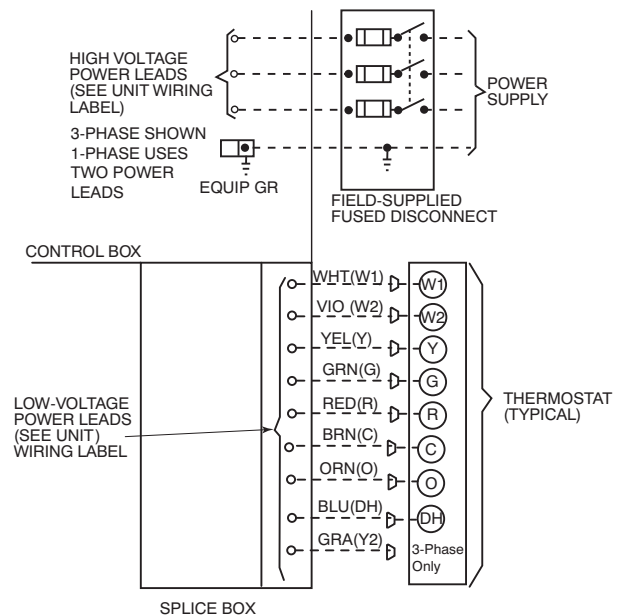 HIGH VOLTAGE
POWER LEADS
(SEE UNIT WIRING
LABEL)
POWER
SUPPLY
3-PHASE SHOWN
1-PHASE USES
TWO POWER
LEADS
EQUIP GR
FIELD-SUPPLIED
FUSED DISCONNECT
CONTROL BOX
WHT(W1)
W1
VIO (W2)
W2
YEL(Y)
Y
GRN(G)
G
RED(R)
R
BRN(C)
C
ORN(O)
O
BLU(DH)
DH
GRA(Y2)
3-Phase
Only
LOW-VOLTAGE
POWER LEADS
(SEE UNIT)
WIRING LABEL
THERMOSTAT
(TYPICAL)
SPLICE BOX